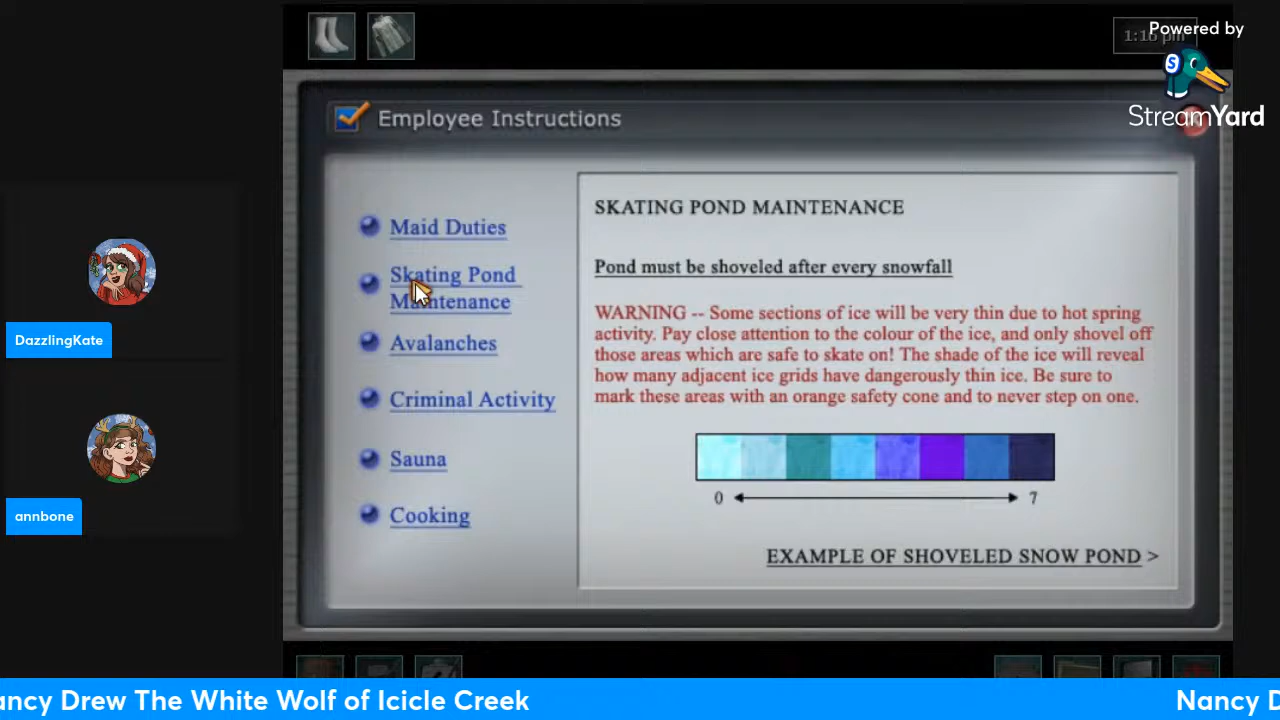 1:16 pm
Powered by
StreamYard
Employee Instructions
Maid Duties
Skating Pond
Maintenance
Avalanches
Criminal Activity
Sauna
Cooking
SKATING POND MAINTENANCE
Pond must be shoveled after every snowfall
WARNING -- Some sections of ice will be very thin due to hot spring
activity. Pay close attention to the colour of the ice, and only shovel off
those areas which are safe to skate on! The shade of the ice will reveal
how many adjacent ice grids have dangerously thin ice. Be sure to
mark these areas with an orange safety cone and to never step on one.
0 7
EXAMPLE OF SHOVELED SNOW POND >
DazzlingKate
annbone
ancy Drew The White Wolf of Icicle Creek
Nancy D